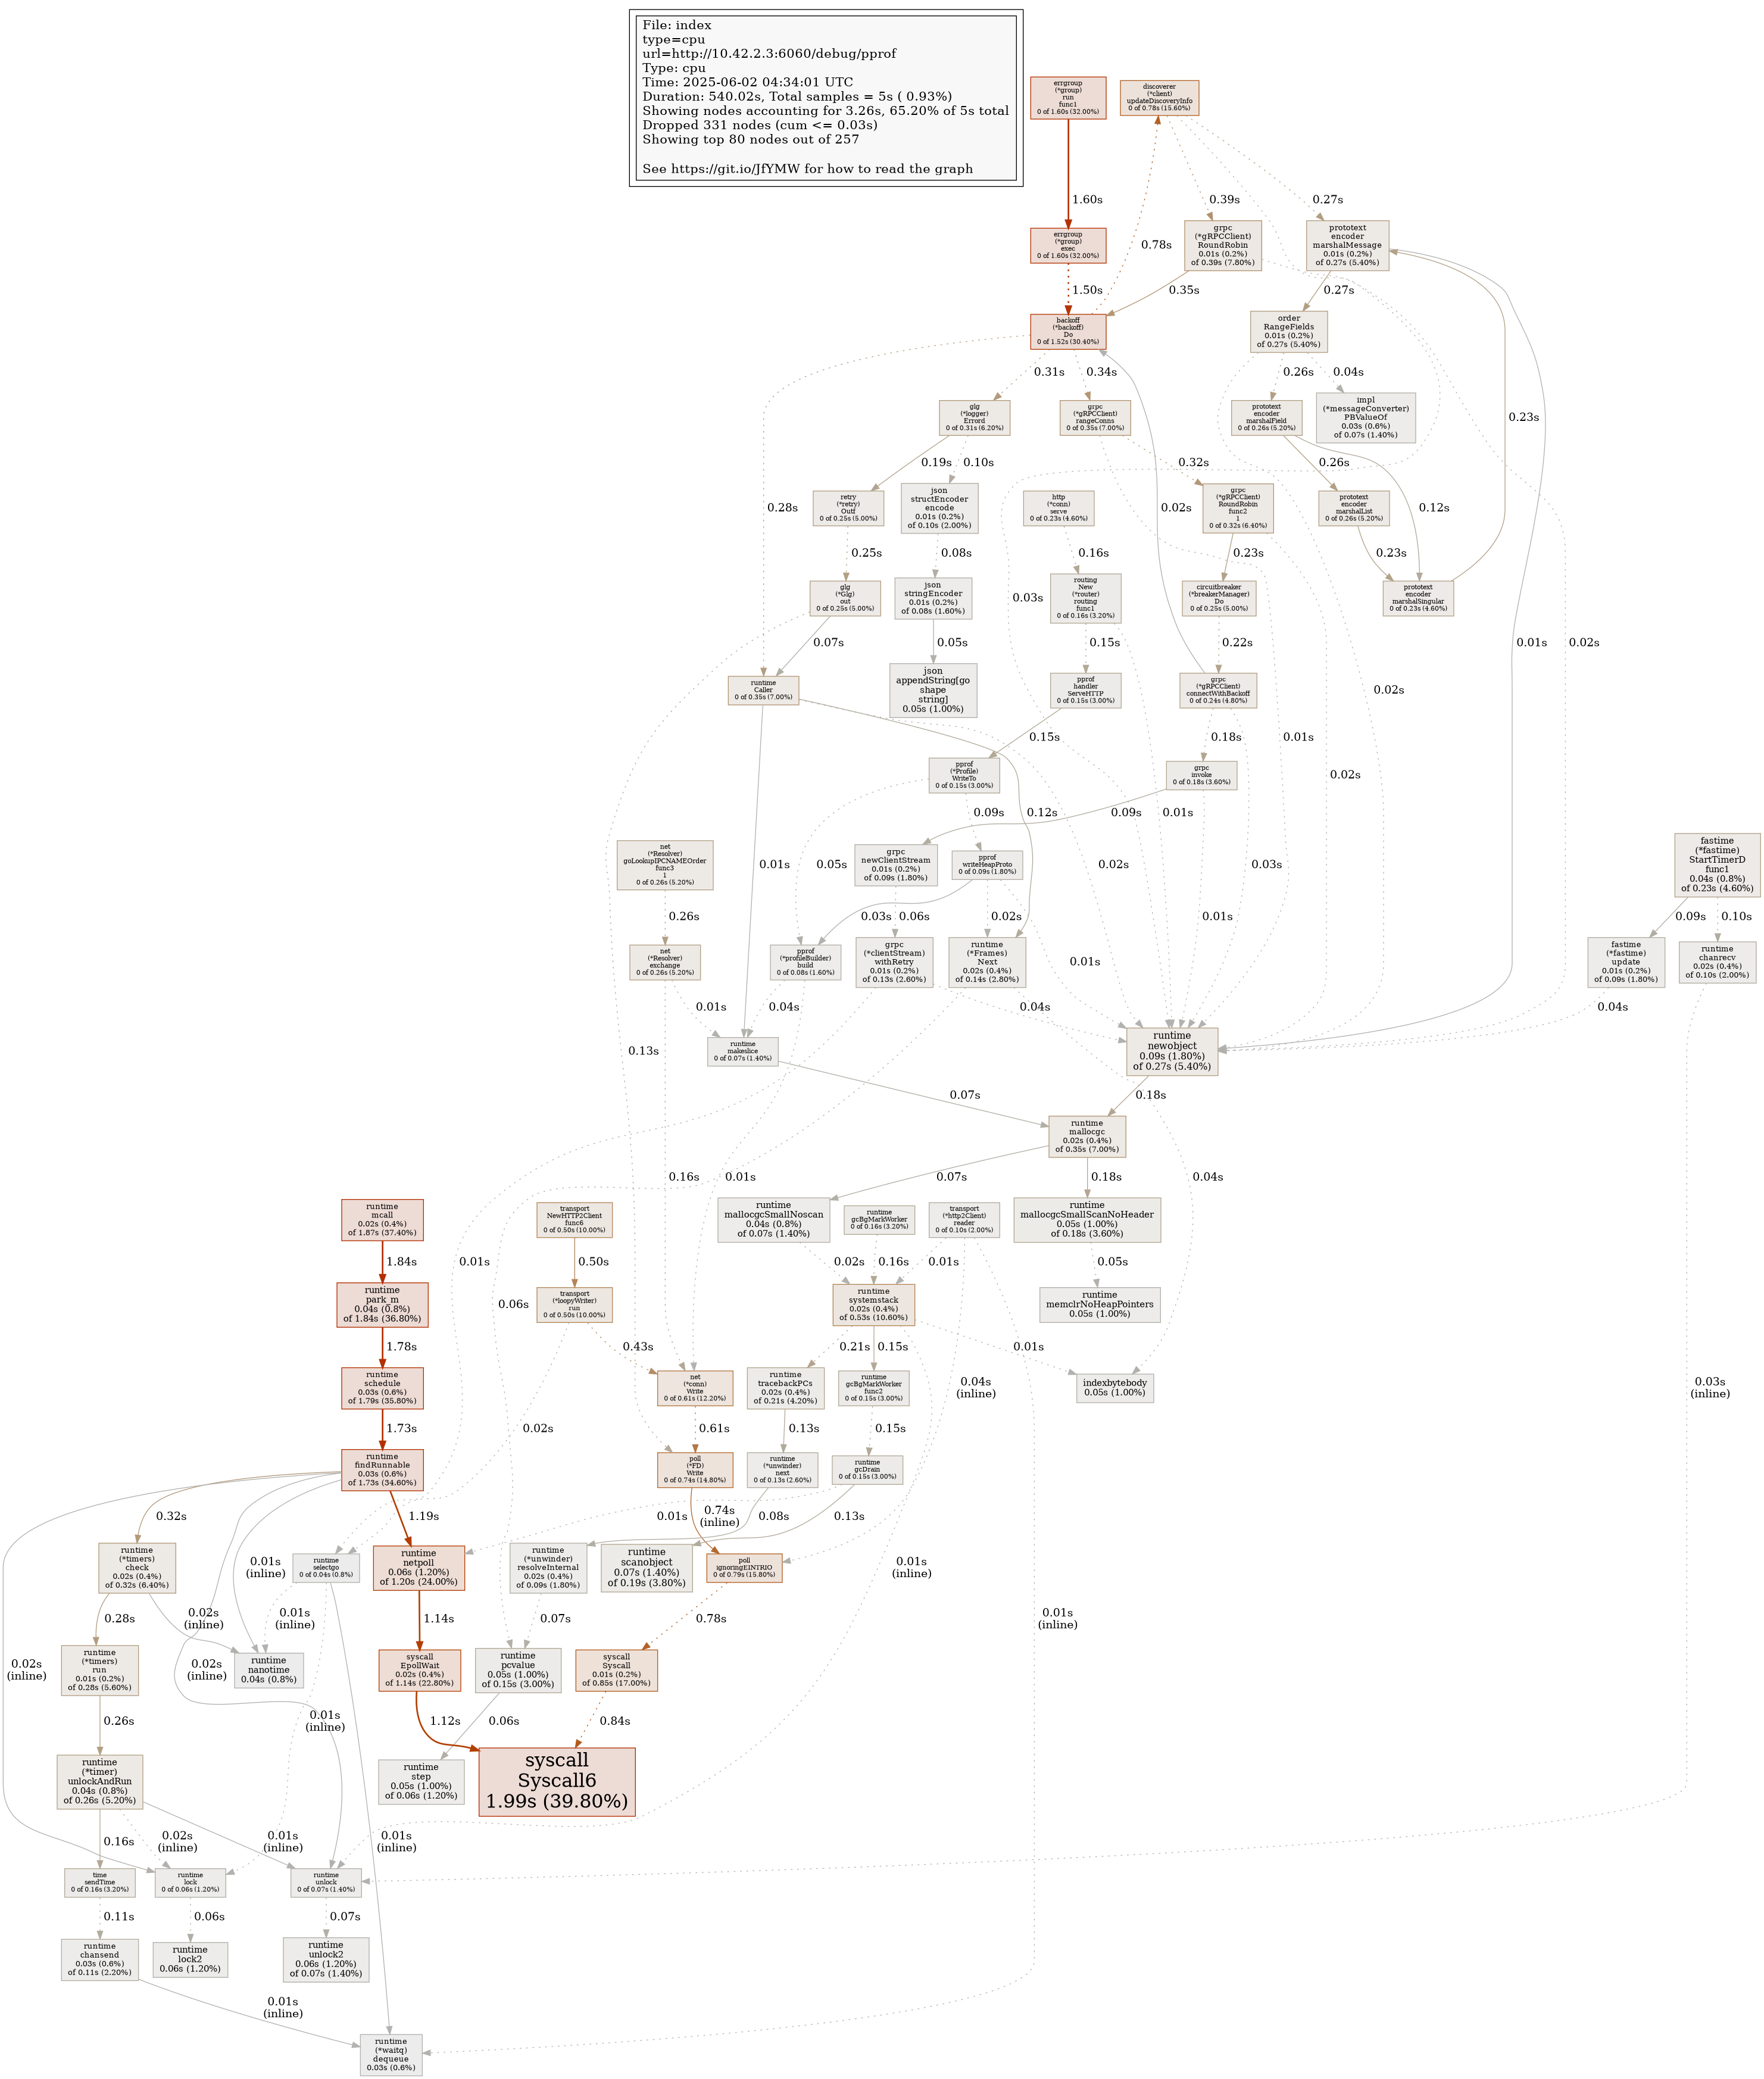 File: index
type=cpu
url=http://10.42.2.3:6060/debug/pprof
Type: cpu
Time: 2025-06-02 04:34:01 UTC
Duration: 540.02s, Total samples = 5s ( 0.93%)
Showing nodes accounting for 3.26s, 65.20% of 5s total
Dropped 331 nodes (cum <= 0.03s)
Showing top 80 nodes out of 257
See https://git.io/JfYMW for how to read the graph
errgroup
(*group)
run
func1
0 of 1.60s (32.00%)
discoverer
(*client)
updateDiscoveryInfo
0 of 0.78s (15.60%)
1.60s
0.39s
0.27s
errgroup
(*group)
exec
0 of 1.60s (32.00%)
0.78s
grpc
(*gRPCClient)
RoundRobin
0.01s (0.2%)
of 0.39s (7.80%)
prototext
encoder
marshalMessage
0.01s (0.2%)
of 0.27s (5.40%)
1.50s
0.35s
0.27s
backoff
(*backoff)
Do
0 of 1.52s (30.40%)
order
RangeFields
0.01s (0.2%)
of 0.27s (5.40%)
0.31s
0.34s
0.26s
0.04s
glg
(*logger)
Errord
0 of 0.31s (6.20%)
grpc
(*gRPCClient)
rangeConns
0 of 0.35s (7.00%)
prototext
encoder
marshalField
0 of 0.26s (5.20%)
impl
(*messageConverter)
PBValueOf
0.03s (0.6%)
of 0.07s (1.40%)
0.23s
0.19s
0.10s
0.32s
0.26s
0.28s
0.02s
0.12s
retry
(*retry)
Outf
0 of 0.25s (5.00%)
json
structEncoder
encode
0.01s (0.2%)
of 0.10s (2.00%)
http
(*conn)
serve
0 of 0.23s (4.60%)
grpc
(*gRPCClient)
RoundRobin
func2
1
0 of 0.32s (6.40%)
prototext
encoder
marshalList
0 of 0.26s (5.20%)
0.25s
0.08s
0.16s
0.23s
0.23s
glg
(*Glg)
out
0 of 0.25s (5.00%)
json
stringEncoder
0.01s (0.2%)
of 0.08s (1.60%)
0.03s
routing
New
(*router)
routing
func1
0 of 0.16s (3.20%)
circuitbreaker
(*breakerManager)
Do
0 of 0.25s (5.00%)
prototext
encoder
marshalSingular
0 of 0.23s (4.60%)
0.07s
0.05s
0.15s
0.22s
0.01s
0.02s
runtime
Caller
0 of 0.35s (7.00%)
json
appendString[go
shape
string]
0.05s (1.00%)
pprof
handler
ServeHTTP
0 of 0.15s (3.00%)
grpc
(*gRPCClient)
connectWithBackoff
0 of 0.24s (4.80%)
0.02s
0.15s
0.18s
0.01s
pprof
(*Profile)
WriteTo
0 of 0.15s (3.00%)
grpc
invoke
0 of 0.18s (3.60%)
0.02s
0.09s
0.12s
0.09s
0.01s
net
(*Resolver)
goLookupIPCNAMEOrder
func3
1
0 of 0.26s (5.20%)
0.01s
0.05s
grpc
newClientStream
0.01s (0.2%)
of 0.09s (1.80%)
pprof
writeHeapProto
0 of 0.09s (1.80%)
0.02s
0.03s
fastime
(*fastime)
StartTimerD
func1
0.04s (0.8%)
of 0.23s (4.60%)
0.26s
0.03s
0.06s
0.02s
0.01s
0.09s
0.10s
net
(*Resolver)
exchange
0 of 0.26s (5.20%)
pprof
(*profileBuilder)
build
0 of 0.08s (1.60%)
grpc
(*clientStream)
withRetry
0.01s (0.2%)
of 0.13s (2.60%)
runtime
(*Frames)
Next
0.02s (0.4%)
of 0.14s (2.80%)
0.01s
fastime
(*fastime)
update
0.01s (0.2%)
of 0.09s (1.80%)
runtime
chanrecv
0.02s (0.4%)
of 0.10s (2.00%)
0.01s
0.04s
0.04s
0.04s
0.13s
runtime
makeslice
0 of 0.07s (1.40%)
runtime
newobject
0.09s (1.80%)
of 0.27s (5.40%)
0.07s
0.18s
runtime
mallocgc
0.02s (0.4%)
of 0.35s (7.00%)
0.16s
0.01s
0.07s
0.18s
0.04s
runtime
mcall
0.02s (0.4%)
of 1.87s (37.40%)
transport
NewHTTP2Client
func6
0 of 0.50s (10.00%)
runtime
mallocgcSmallNoscan
0.04s (0.8%)
of 0.07s (1.40%)
runtime
gcBgMarkWorker
0 of 0.16s (3.20%)
transport
(*http2Client)
reader
0 of 0.10s (2.00%)
runtime
mallocgcSmallScanNoHeader
0.05s (1.00%)
of 0.18s (3.60%)
1.84s
0.01s
0.50s
0.02s
0.16s
0.01s
0.05s
runtime
park_m
0.04s (0.8%)
of 1.84s (36.80%)
0.06s
transport
(*loopyWriter)
run
0 of 0.50s (10.00%)
runtime
systemstack
0.02s (0.4%)
of 0.53s (10.60%)
runtime
memclrNoHeapPointers
0.05s (1.00%)
1.78s
0.43s
0.21s
0.15s
0.01s
runtime
schedule
0.03s (0.6%)
of 1.79s (35.80%)
net
(*conn)
Write
0 of 0.61s (12.20%)
runtime
tracebackPCs
0.02s (0.4%)
of 0.21s (4.20%)
runtime
gcBgMarkWorker
func2
0 of 0.15s (3.00%)
0.04s
(inline)
indexbytebody
0.05s (1.00%)
0.03s
(inline)
1.73s
0.02s
0.61s
0.13s
0.15s
runtime
findRunnable
0.03s (0.6%)
of 1.73s (34.60%)
poll
(*FD)
Write
0 of 0.74s (14.80%)
runtime
(*unwinder)
next
0 of 0.13s (2.60%)
runtime
gcDrain
0 of 0.15s (3.00%)
0.32s
1.19s
0.01s
0.74s
(inline)
0.08s
0.13s
runtime
(*timers)
check
0.02s (0.4%)
of 0.32s (6.40%)
0.01s
(inline)
runtime
selectgo
0 of 0.04s (0.8%)
runtime
netpoll
0.06s (1.20%)
of 1.20s (24.00%)
runtime
(*unwinder)
resolveInternal
0.02s (0.4%)
of 0.09s (1.80%)
runtime
scanobject
0.07s (1.40%)
of 0.19s (3.80%)
poll
ignoringEINTRIO
0 of 0.79s (15.80%)
0.01s
(inline)
0.28s
0.02s
(inline)
0.01s
(inline)
1.14s
0.07s
0.78s
0.01s
(inline)
0.02s
(inline)
runtime
(*timers)
run
0.01s (0.2%)
of 0.28s (5.60%)
0.02s
(inline)
runtime
nanotime
0.04s (0.8%)
syscall
EpollWait
0.02s (0.4%)
of 1.14s (22.80%)
runtime
pcvalue
0.05s (1.00%)
of 0.15s (3.00%)
syscall
Syscall
0.01s (0.2%)
of 0.85s (17.00%)
0.26s
0.01s
(inline)
1.12s
0.06s
0.84s
runtime
(*timer)
unlockAndRun
0.04s (0.8%)
of 0.26s (5.20%)
runtime
step
0.05s (1.00%)
of 0.06s (1.20%)
syscall
Syscall6
1.99s (39.80%)
0.16s
0.02s
(inline)
0.01s
(inline)
0.01s
(inline)
time
sendTime
0 of 0.16s (3.20%)
runtime
lock
0 of 0.06s (1.20%)
runtime
unlock
0 of 0.07s (1.40%)
0.11s
0.06s
0.07s
runtime
chansend
0.03s (0.6%)
of 0.11s (2.20%)
runtime
lock2
0.06s (1.20%)
runtime
unlock2
0.06s (1.20%)
of 0.07s (1.40%)
0.01s
(inline)
runtime
(*waitq)
dequeue
0.03s (0.6%)